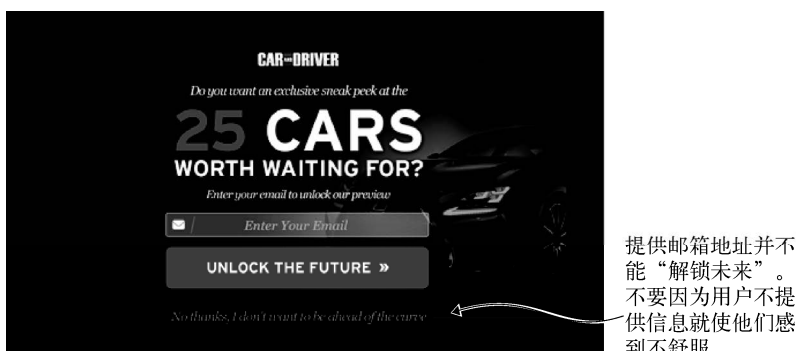 CAR AND DRIVER
Do you want an exclusive sneak peek at the
25 CARS
WORTH WAITING FOR?
Enter your email to unlock our preview
Enter Your Email
UNLOCK THE FUTURE »
No thanks, I don't want to be ahead of the curve
提供邮箱地址并不
能“解锁未来”。
不要因为用户不提
供信息就使他们感
到不舒服